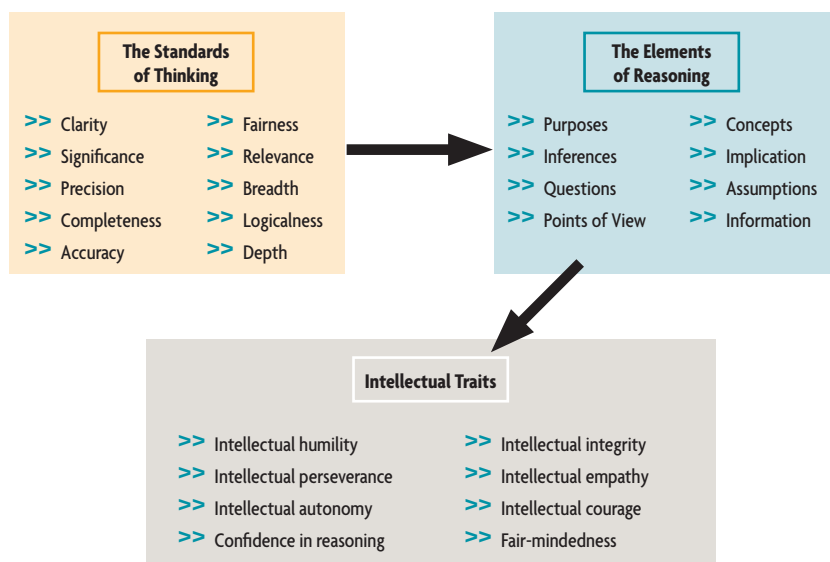 The Standards
of Thinking
>> Clarity
>> Significance
>> Precision
>> Completeness
>> Accuracy
>> Fairness
>> Relevance
>> Breadth
>> Logicalness
>> Depth
The Elements
of Reasoning
>> Purposes
>> Inferences
>> Questions
>> Points of View
>> Concepts
>> Implication
>> Assumptions
>> Information
Intellectual Traits
>> Intellectual humility
>> Intellectual perseverance
>> Intellectual autonomy
>> Confidence in reasoning
>> Intellectual integrity
>> Intellectual empathy
>> Intellectual courage
>> Fair-mindedness